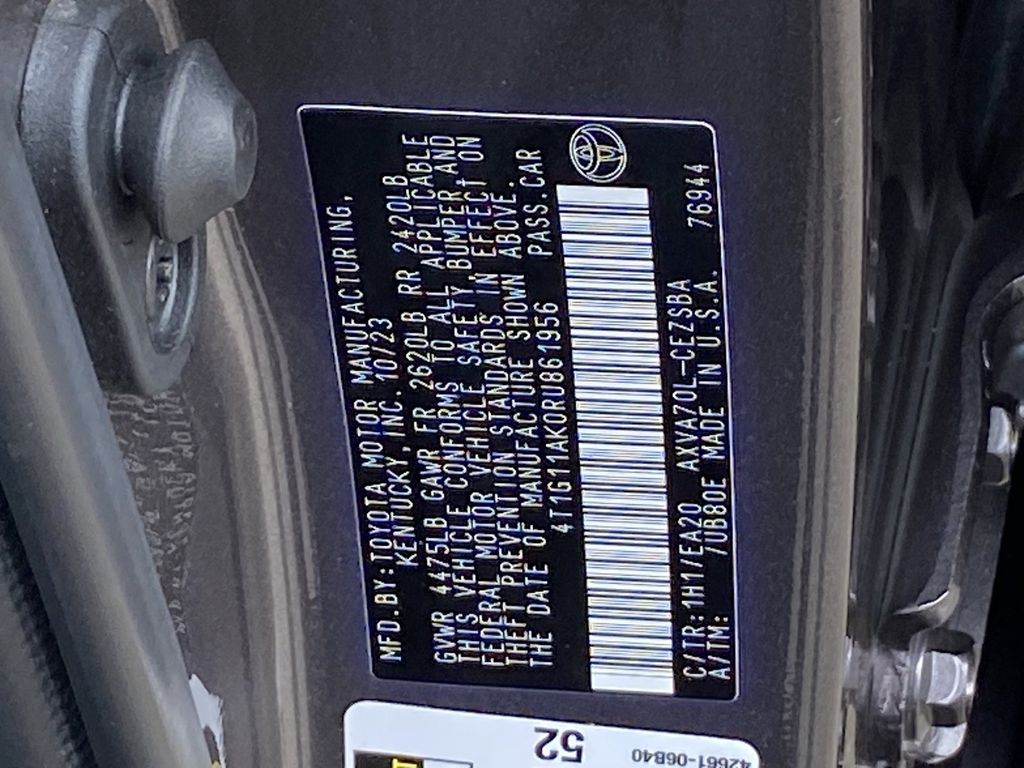 MFD.BY:TOYOTA MOTOR MANUFACTURING,
KENTUCKY, INC. 10/23
GVWR 4475LB GAWR FR 2620LB RR 2420LB
THIS VEHICLE CONFORMS TO ALL APPLICABLE
FEDERAL MOTOR VEHICLE SAFETY, BUMPER, AND
THEFT PREVENTION STANDARDS IN EFFECT ON
THE DATE OF MANUFACTURE SHOWN ABOVE.
4T1G11AK0RU861956 PASS.CAR
C/TR:1H1/EA20 AXVA70L-CEZSBA 76944
A/TM: /UB80E MADE IN U.S.A.
52
42661-06B40